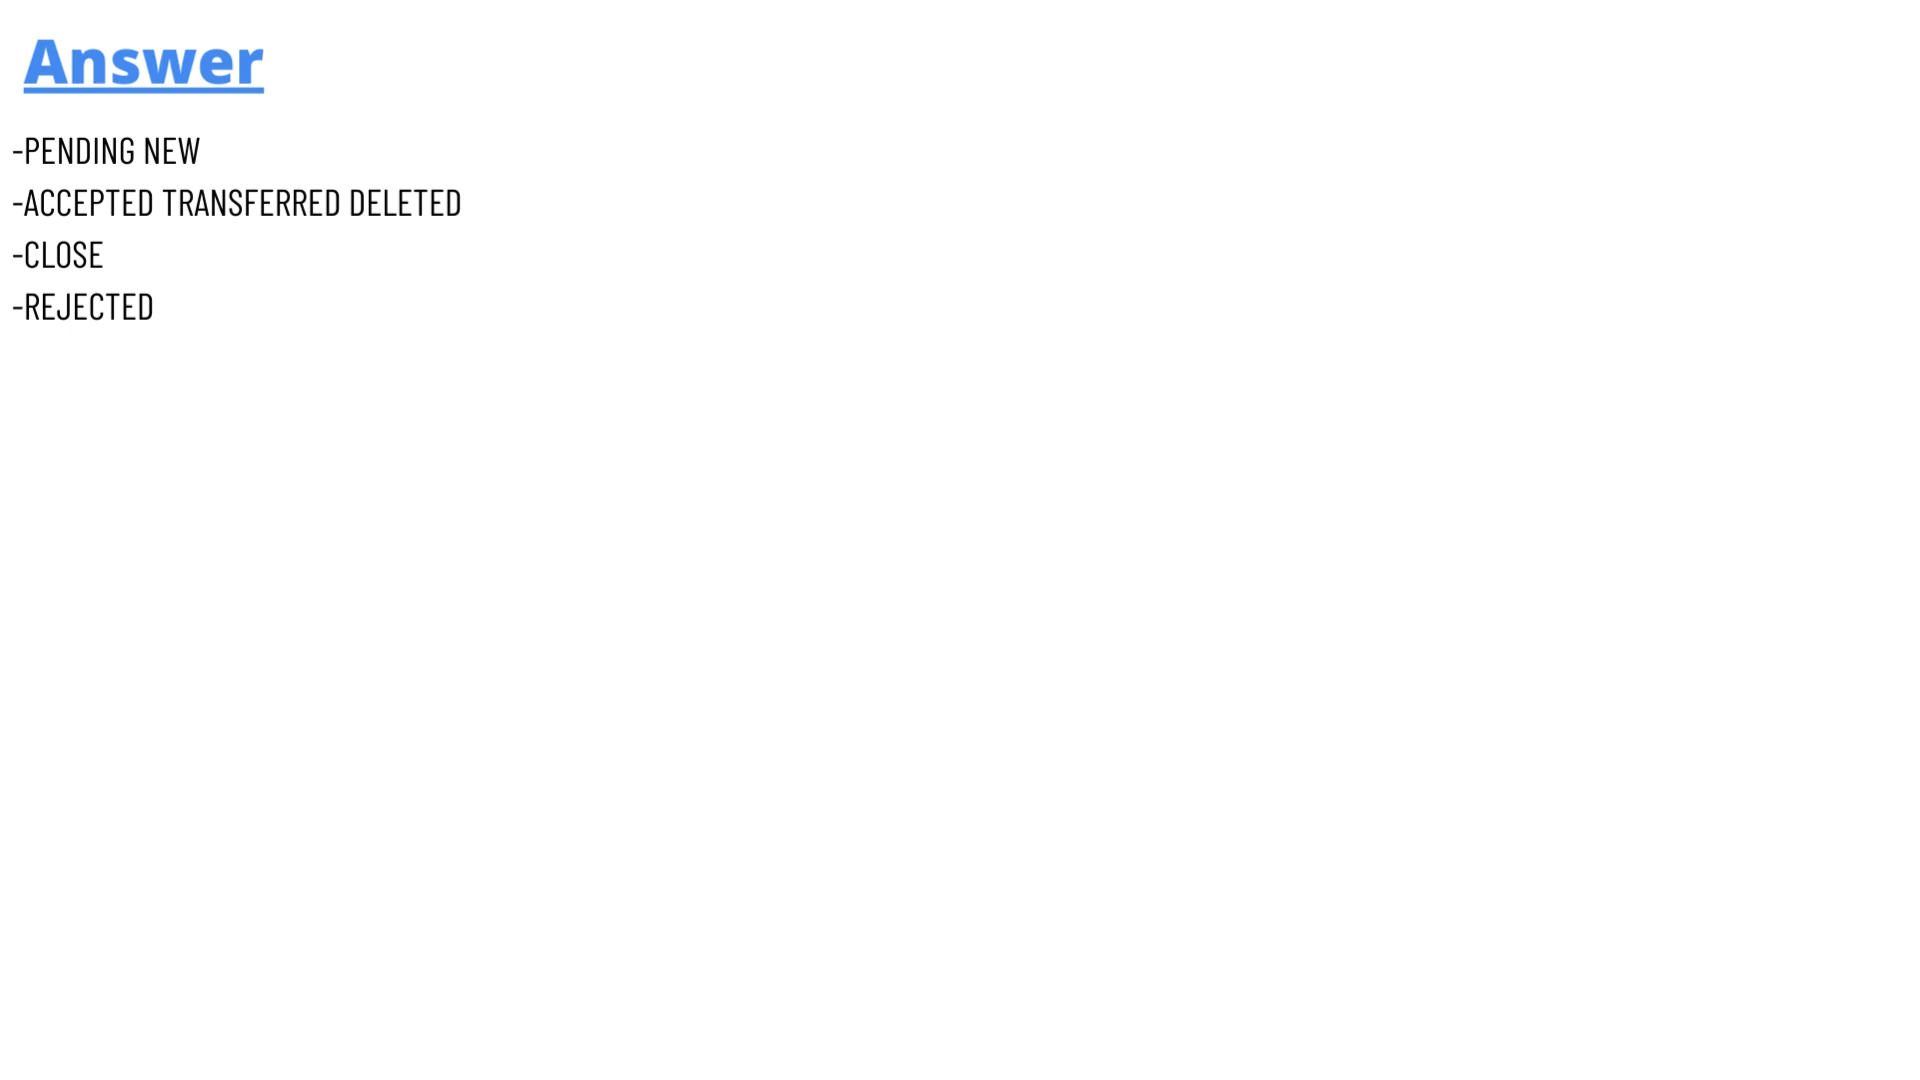 Answer
-PENDING NEW
-ACCEPTED TRANSFERRED DELETED
-CLOSE
-REJECTED